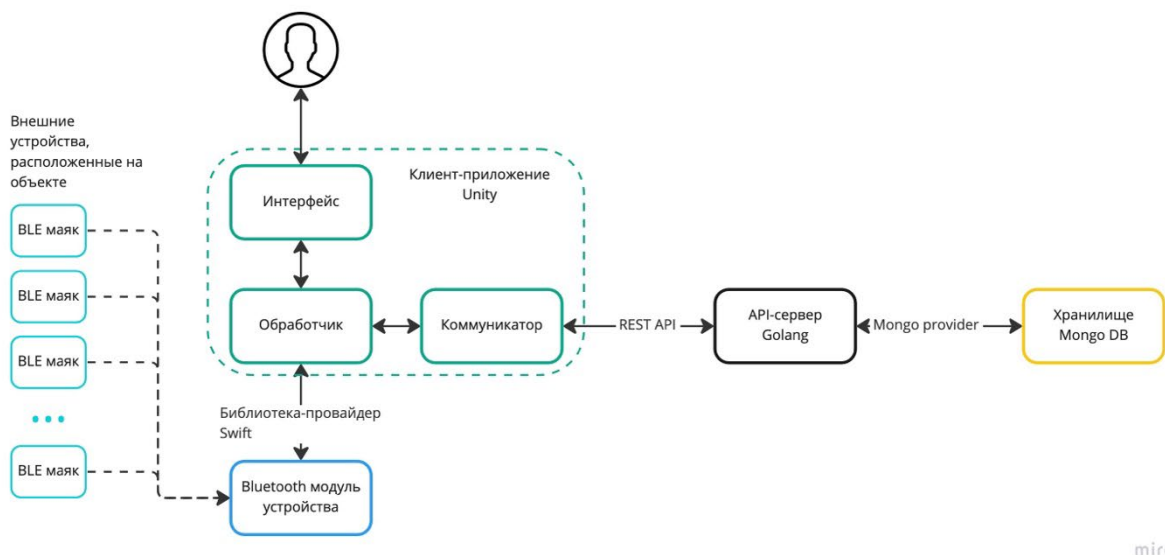 Внешние
устройства,
расположенные на
объекте
BLE маяк
BLE маяк
BLE маяк
BLE маяк
Клиент-приложение
Unity
Интерфейс
Обработчик
Коммуникатор
REST API
API-сервер
Golang
Mongo provider
Хранилище
Mongo DB
Библиотека-провайдер
Swift
Bluetooth модуль
устройства